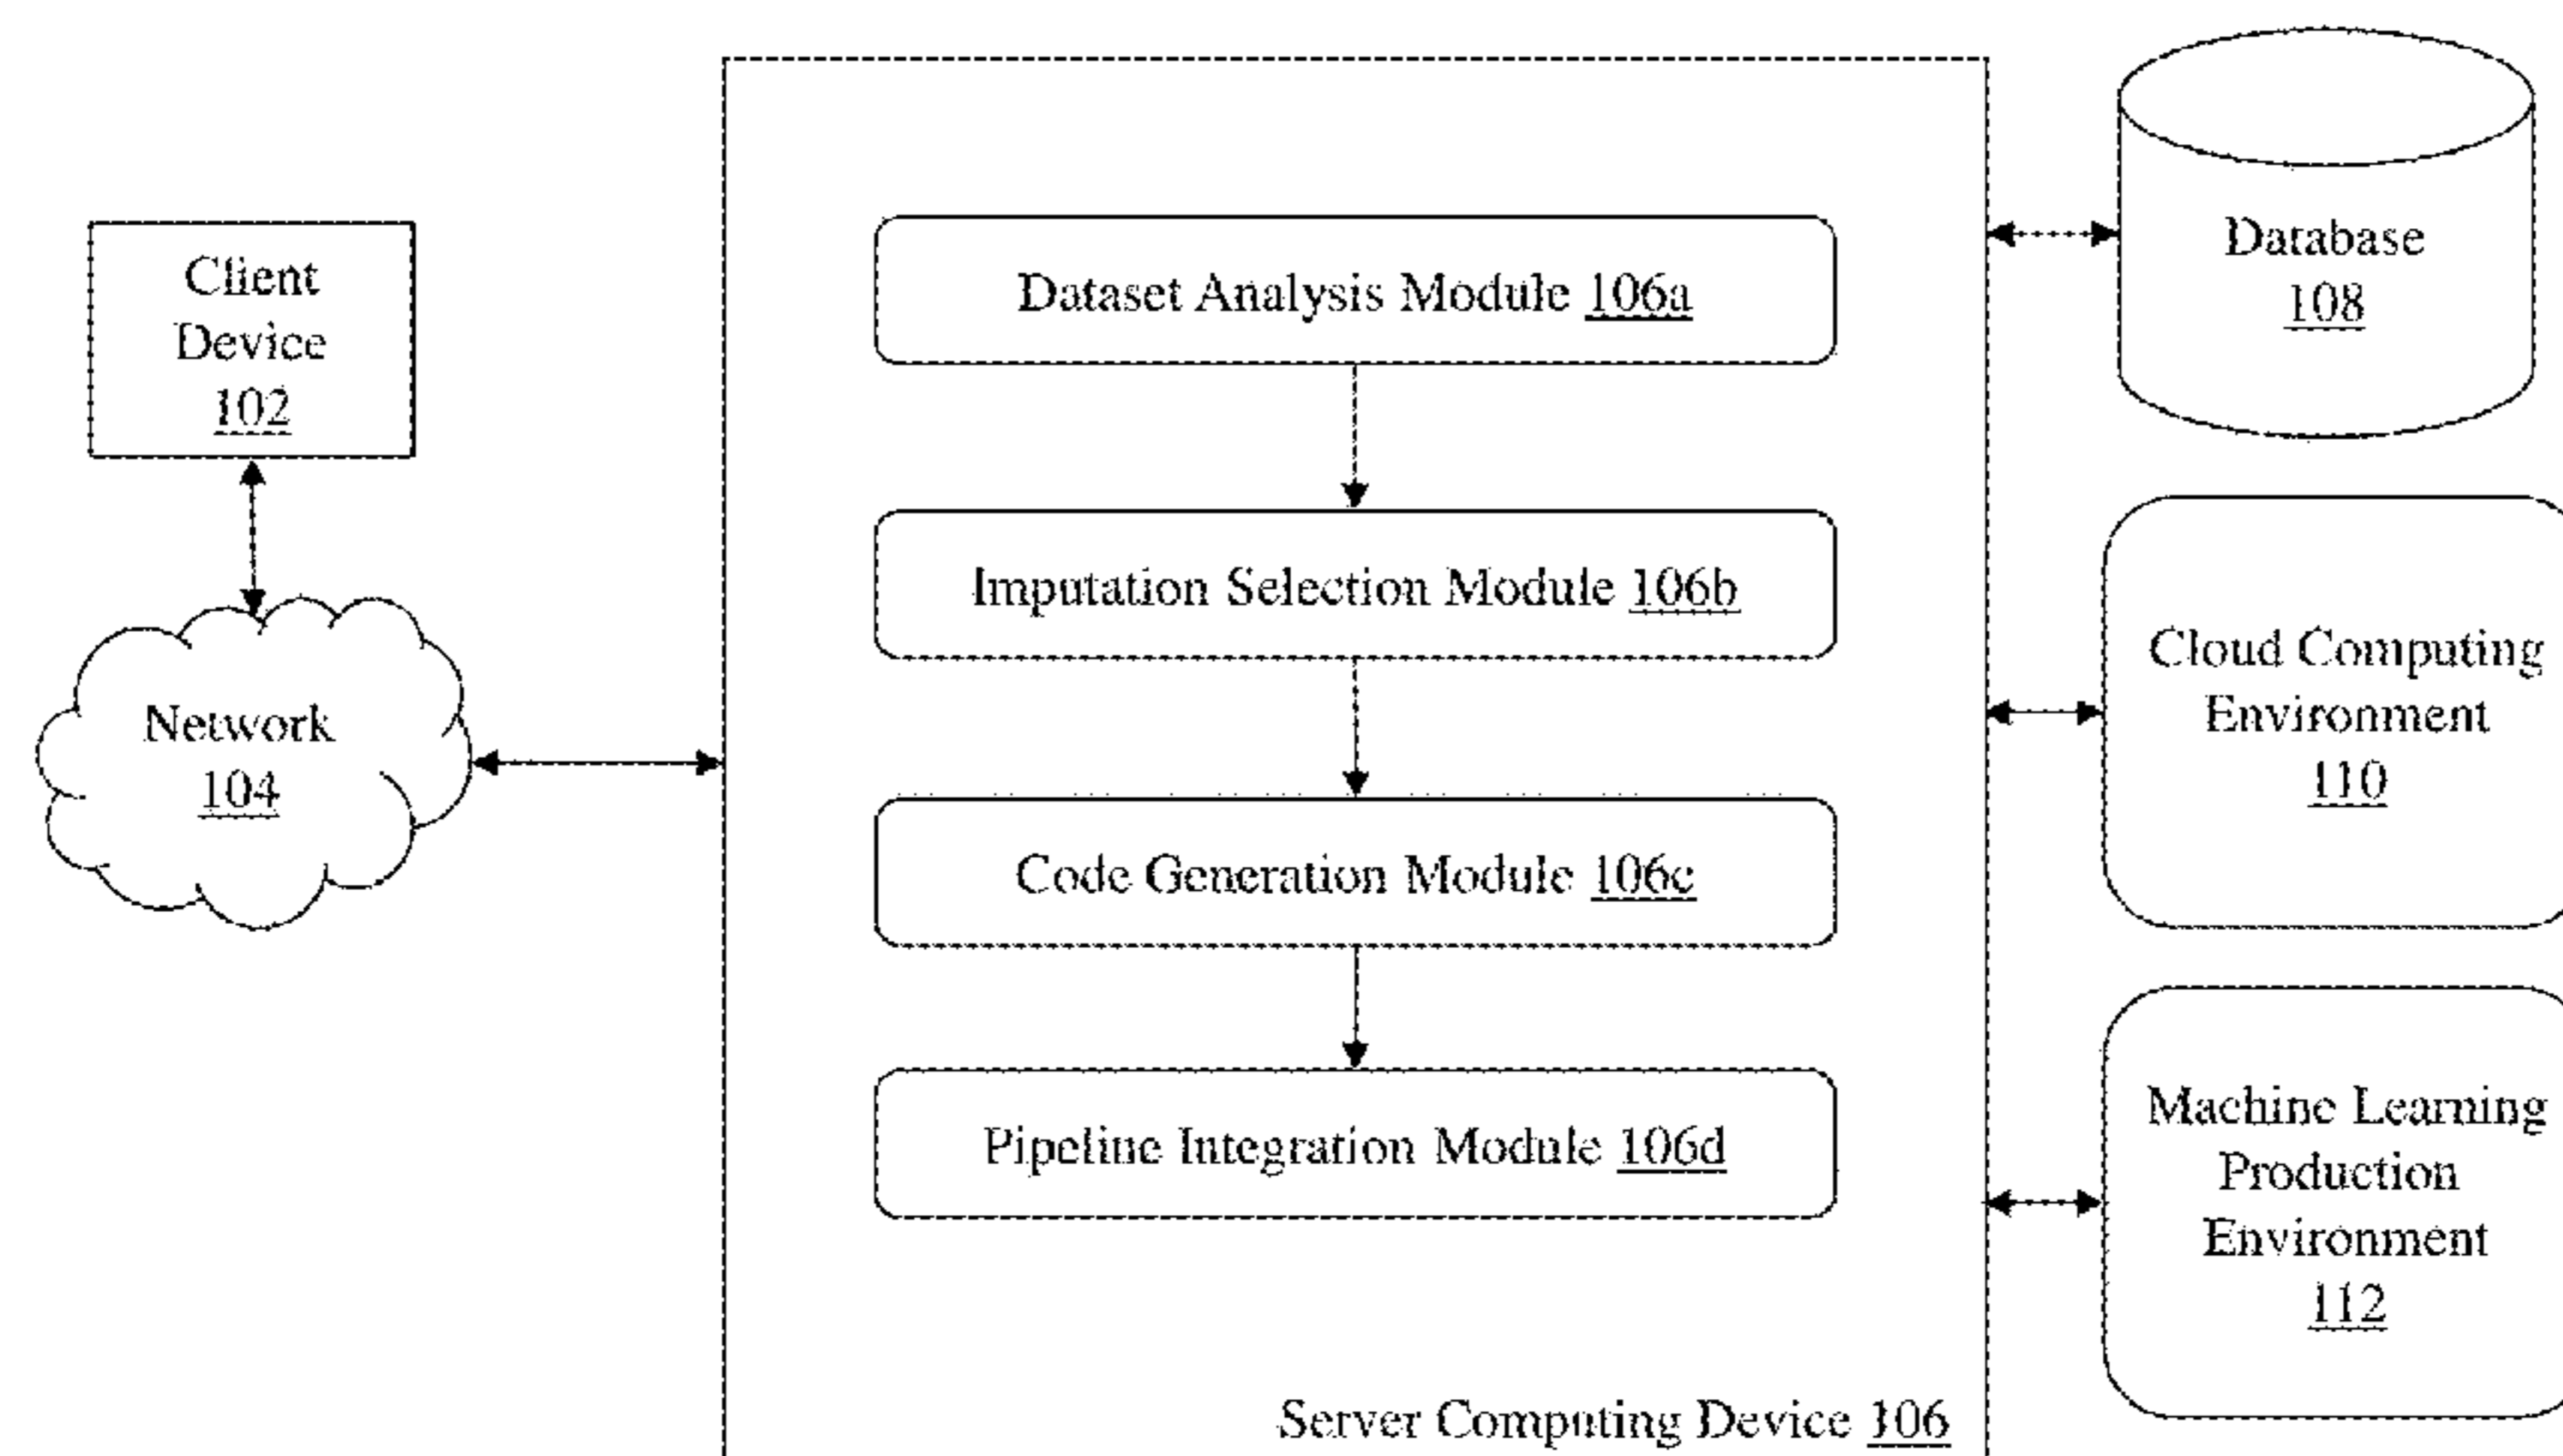 Client
Device
102
Network
104
Dataset Analysis Module 106a
Imputation Selection Module 106b
Code Generation Module 106c
Pipeline Integration Module 106d
Server Computing Device 106
Database
108
Cloud Computing
Environment
110
Machine Learning
Production
Environment
112